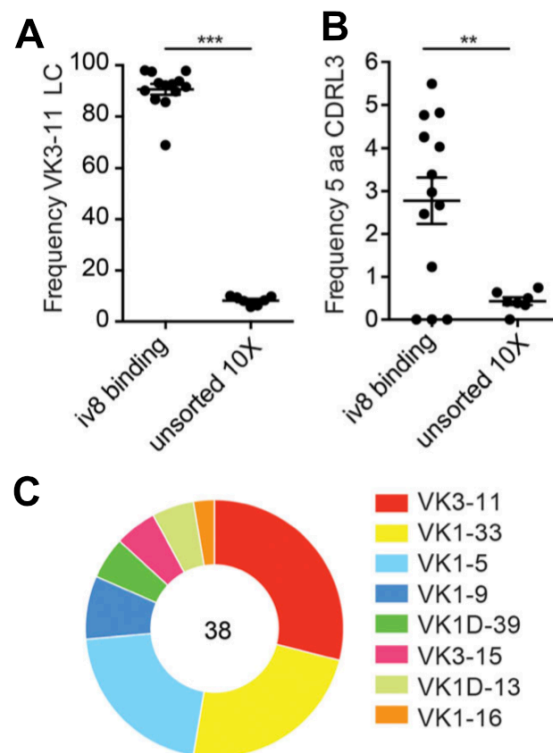 A
***
Frequency VK3-11 LC
100
80
60
40
20
0
iv8 binding
unsorted 10X
B
**
Frequency 5 aa CDRL3
6
5
4
3
2
1
0
iv8 binding
unsorted 10X
C
38
VK3-11
VK1-33
VK1-5
VK1-9
VK1D-39
VK3-15
VK1D-13
VK1-16